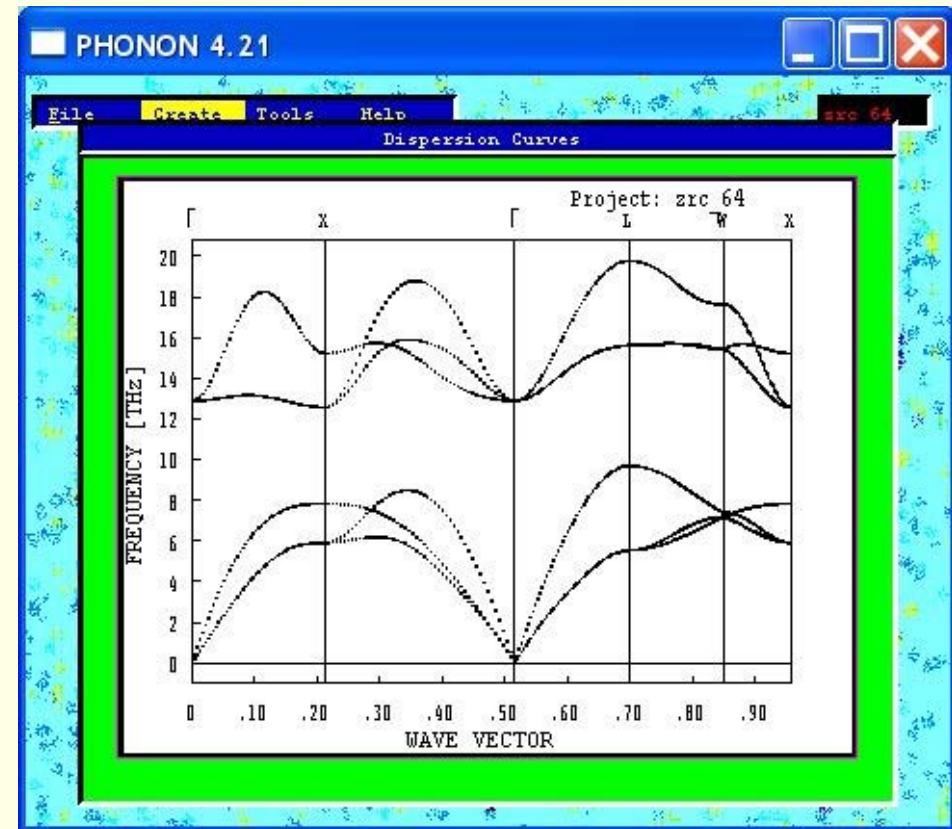 PHONON 4.21
File Create Tools Help
zrc 64
Dispersion Curves
Project: zrc 64
Γ X Γ L W X
20
18
16
14
12
10
8
6
4
2
0
FREQUENCY [THz]
0 .10 .20 .30 .40 .50 .60 .70 .80 .90
WAVE VECTOR